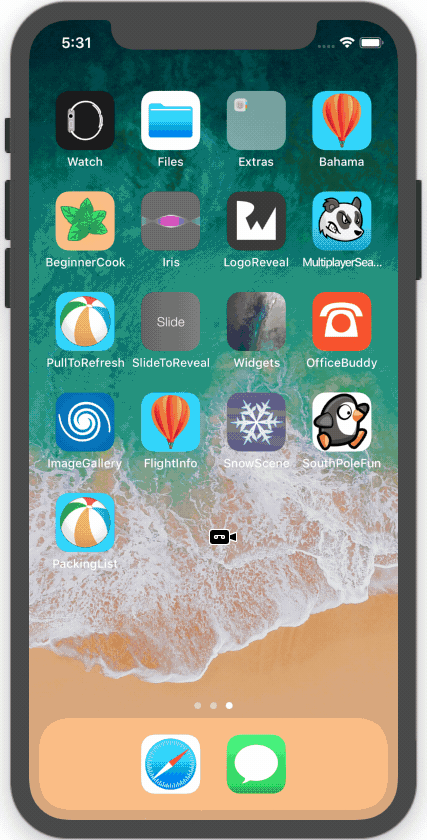 5:31
Watch Files Extras Bahama
BeginnerCook Iris LogoReveal MultiplayerSea...
Slide
PullToRefresh SlideToReveal Widgets OfficeBuddy
ImageGallery FlightInfo SnowScene SouthPoleFun
PackingList